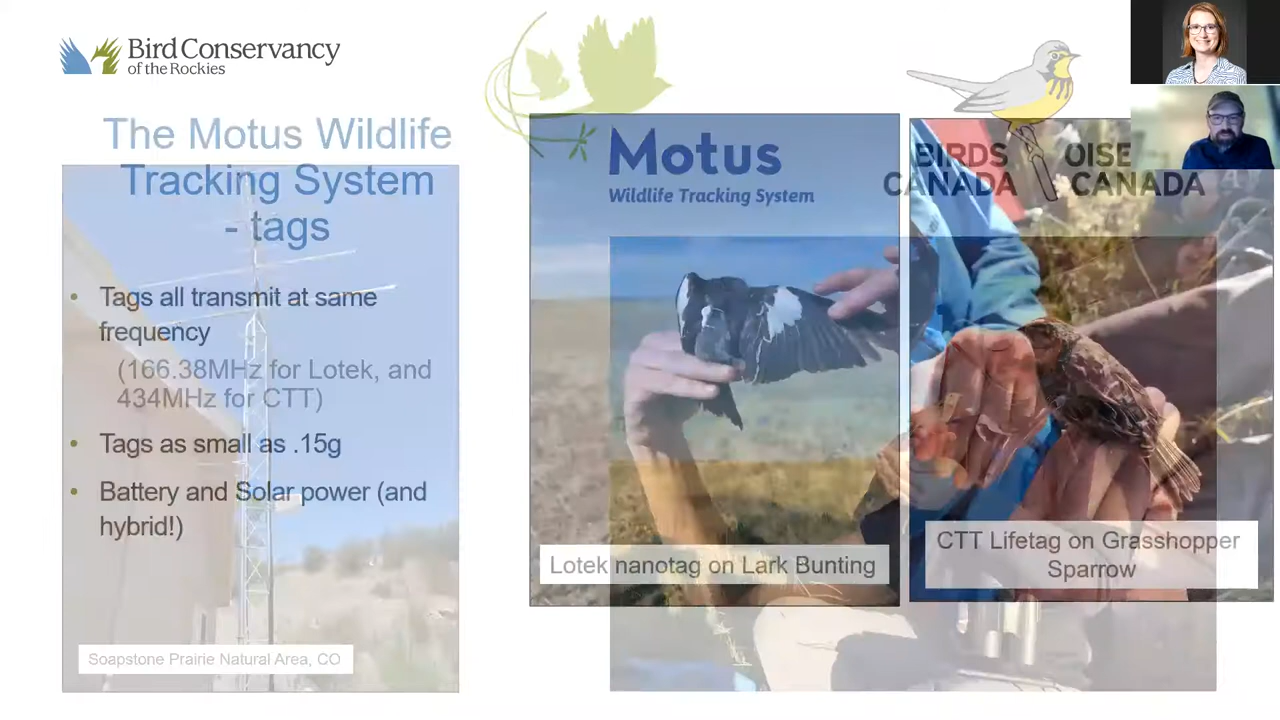 Bird Conservancy
of the Rockies
The Motus Wildlife
Tracking System
- tags
• Tags all transmit at same
frequency
(166.38MHz for Lotek, and
434MHz for CTT)
• Tags as small as .15g
• Battery and Solar power (and
hybrid!)
Soapstone Prairie Natural Area, CO
Motus
Wildlife Tracking System
BIRDS
CANADA
OISE
CANADA
Lotek nanotag on Lark Bunting
CTT Lifetag on Grasshopper
Sparrow